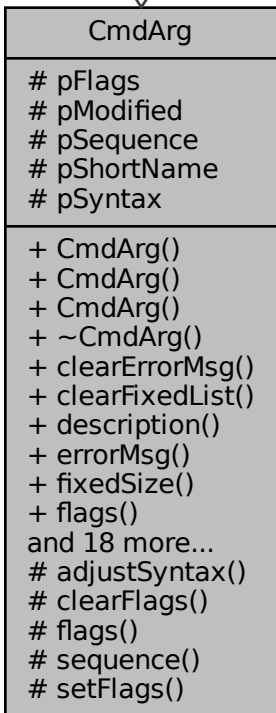 CmdArg
# pFlags
# pModified
# pSequence
# pShortName
# pSyntax
+ CmdArg()
+ CmdArg()
+ CmdArg()
+ ~CmdArg()
+ clearErrorMsg()
+ clearFixedList()
+ description()
+ errorMsg()
+ fixedSize()
+ flags()
and 18 more...
# adjustSyntax()
# clearFlags()
# flags()
# sequence()
# setFlags()